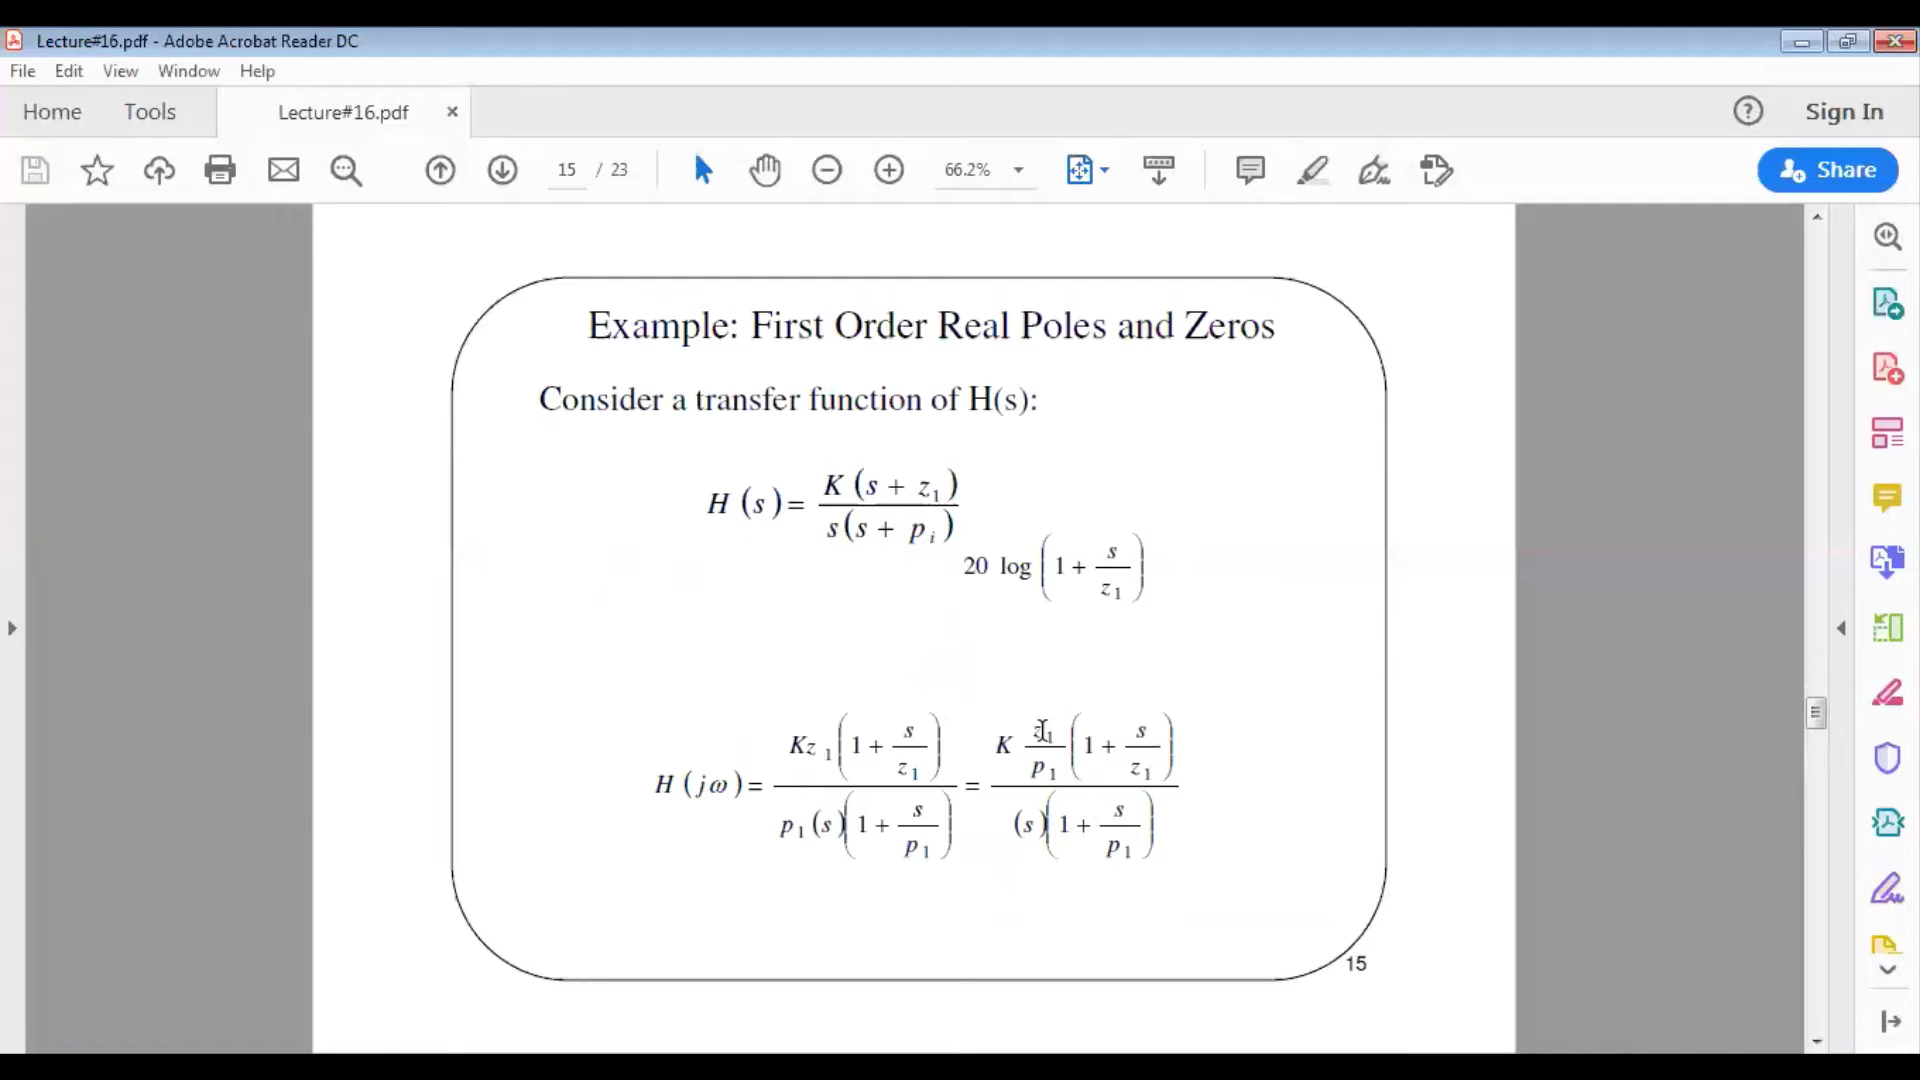 Lecture#16.pdf - Adobe Acrobat Reader DC
File Edit View Window Help
Home Tools Lecture#16.pdf × ? Sign In
15 / 23 66.2% Share
Example: First Order Real Poles and Zeros
Consider a transfer function of H(s):
H (s) = K (s + z₁) / s(s + pᵢ)
20 log (1 + s/z₁)
H (jω) = Kz₁ (1 + s/z₁) / p₁(s)(1 + s/p₁) = K z₁/p₁ (1 + s/z₁) / (s)(1 + s/p₁)
15